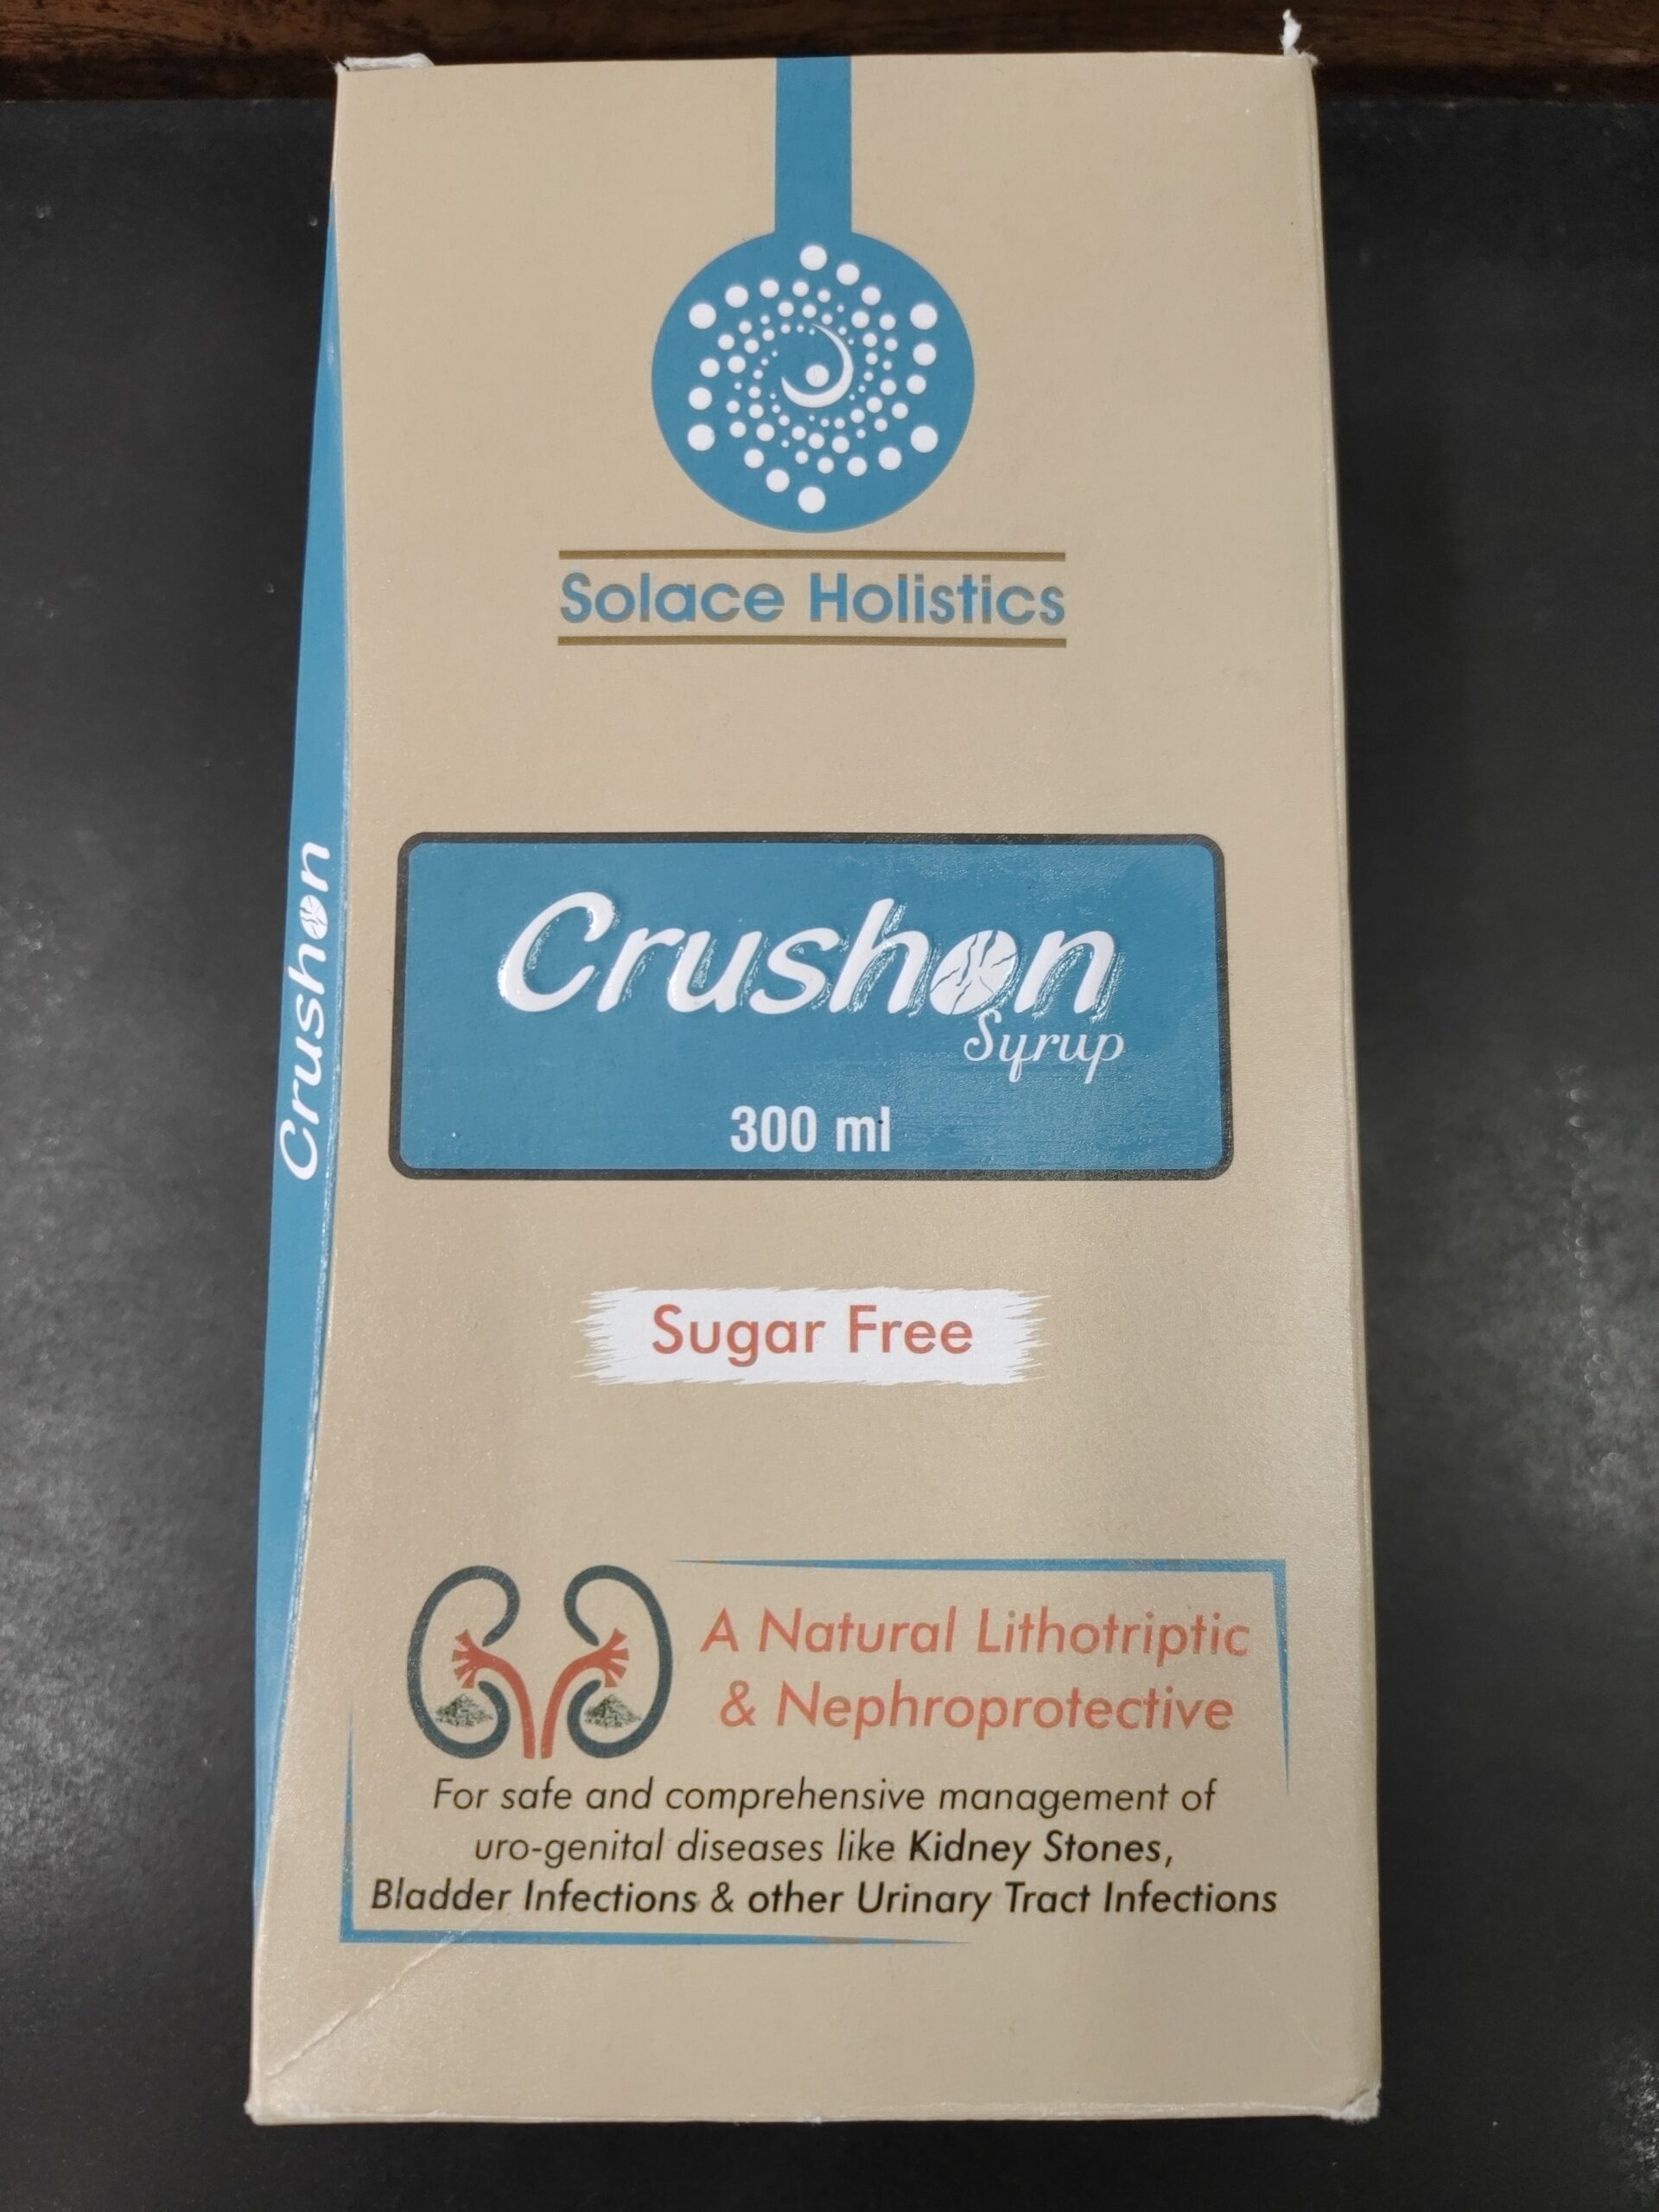 Solace Holistics
Crushon
Crushon
Syrup
300 ml
Sugar Free
A Natural Lithotriptic
& Nephroprotective
For safe and comprehensive management of
uro-genital diseases like Kidney Stones,
Bladder Infections & other Urinary Tract Infections